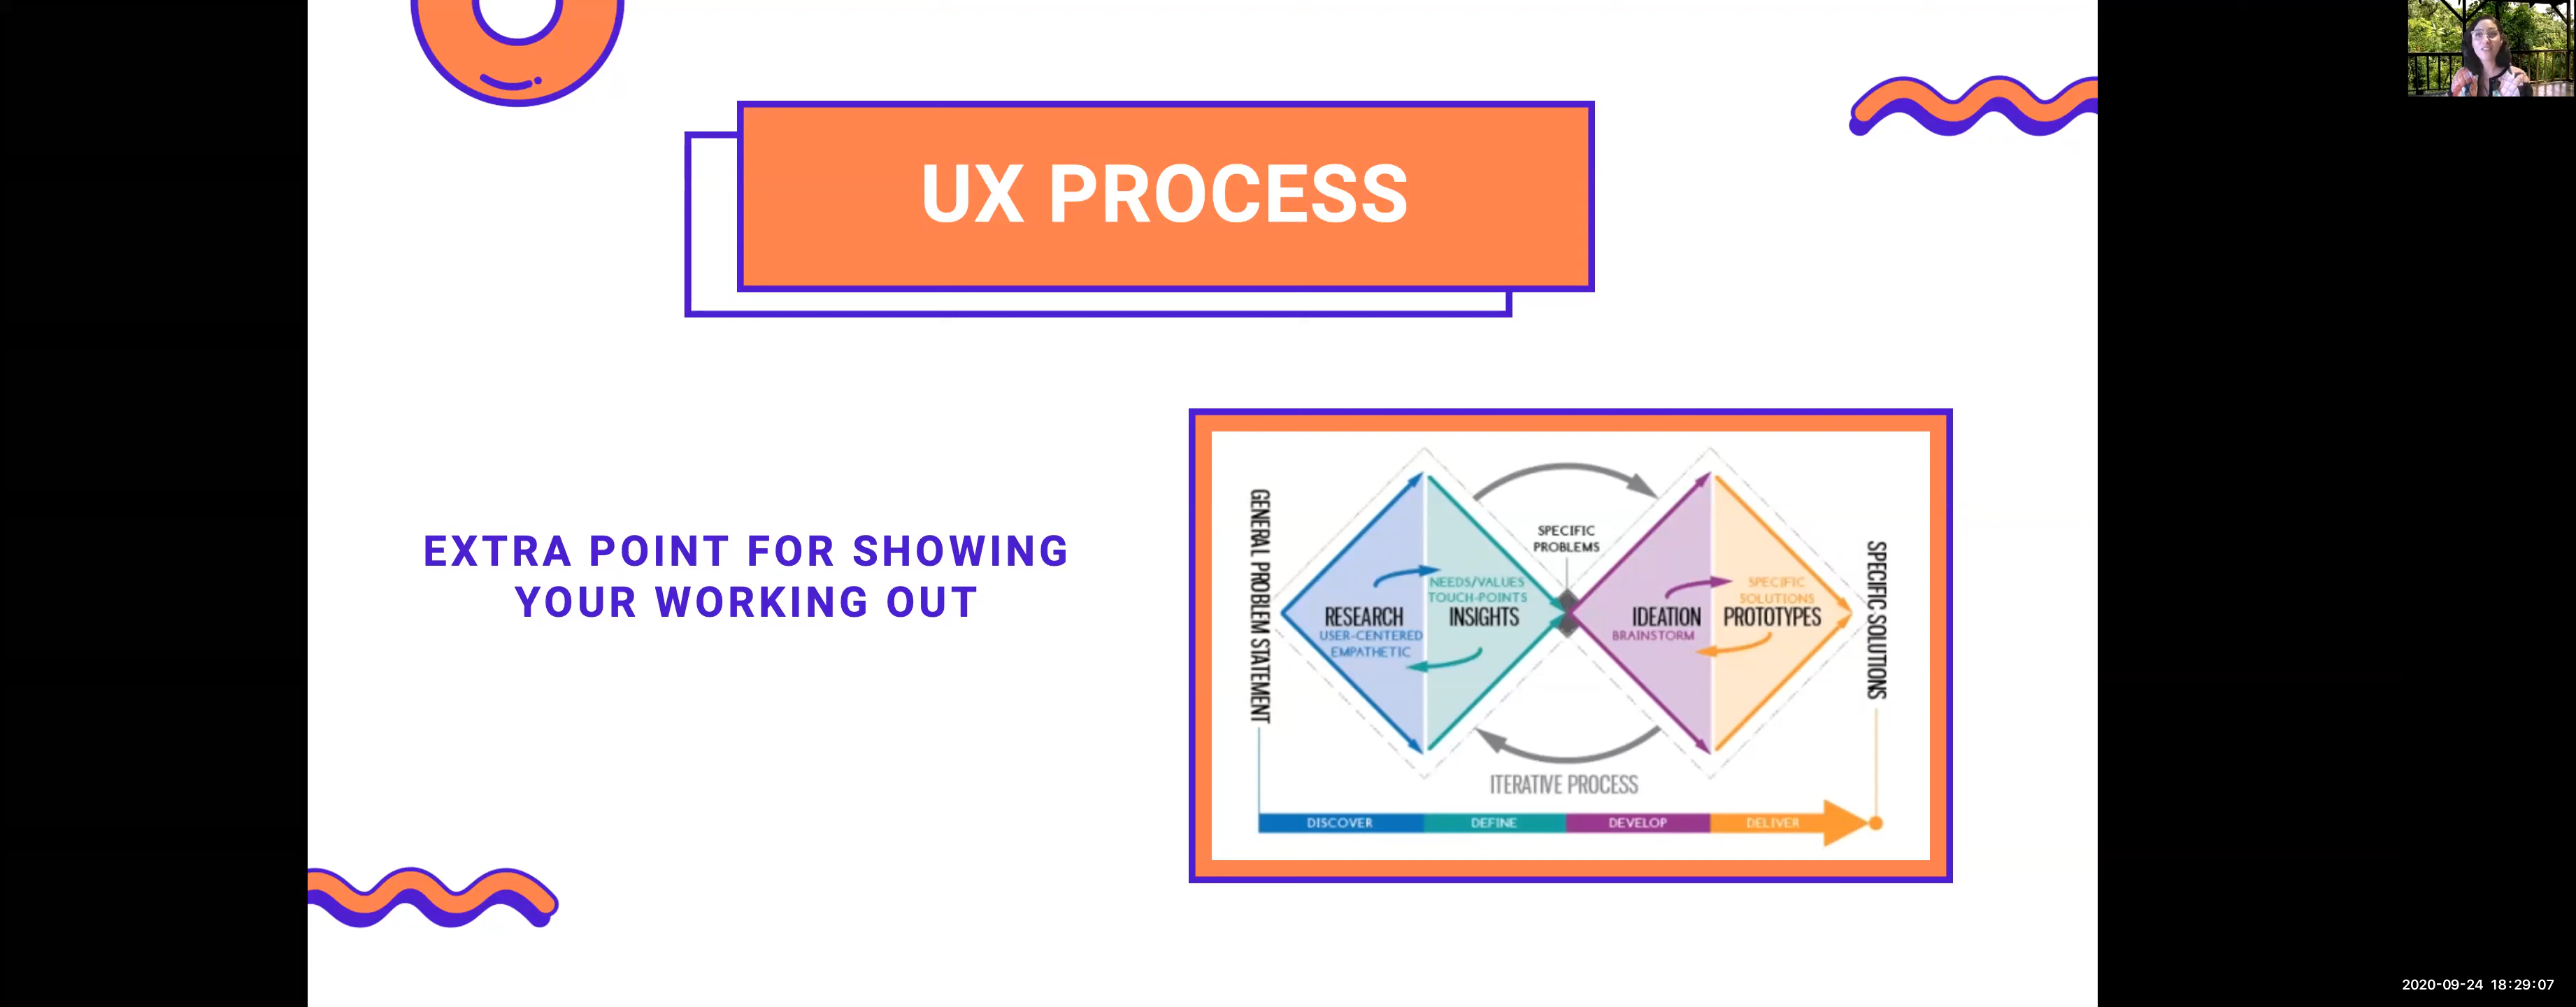 UX PROCESS
EXTRA POINT FOR SHOWING
YOUR WORKING OUT
GENERAL PROBLEM STATEMENT
RESEARCH
USER-CENTERED
EMPATHETIC
NEEDS/VALUES
TOUCH-POINTS
INSIGHTS
SPECIFIC
PROBLEMS
IDEATION
BRAINSTORM
SPECIFIC
SOLUTIONS
PROTOTYPES
SPECIFIC SOLUTIONS
ITERATIVE PROCESS
DISCOVER
DEFINE
DEVELOP
DELIVER
2020-09-24 18:29:07